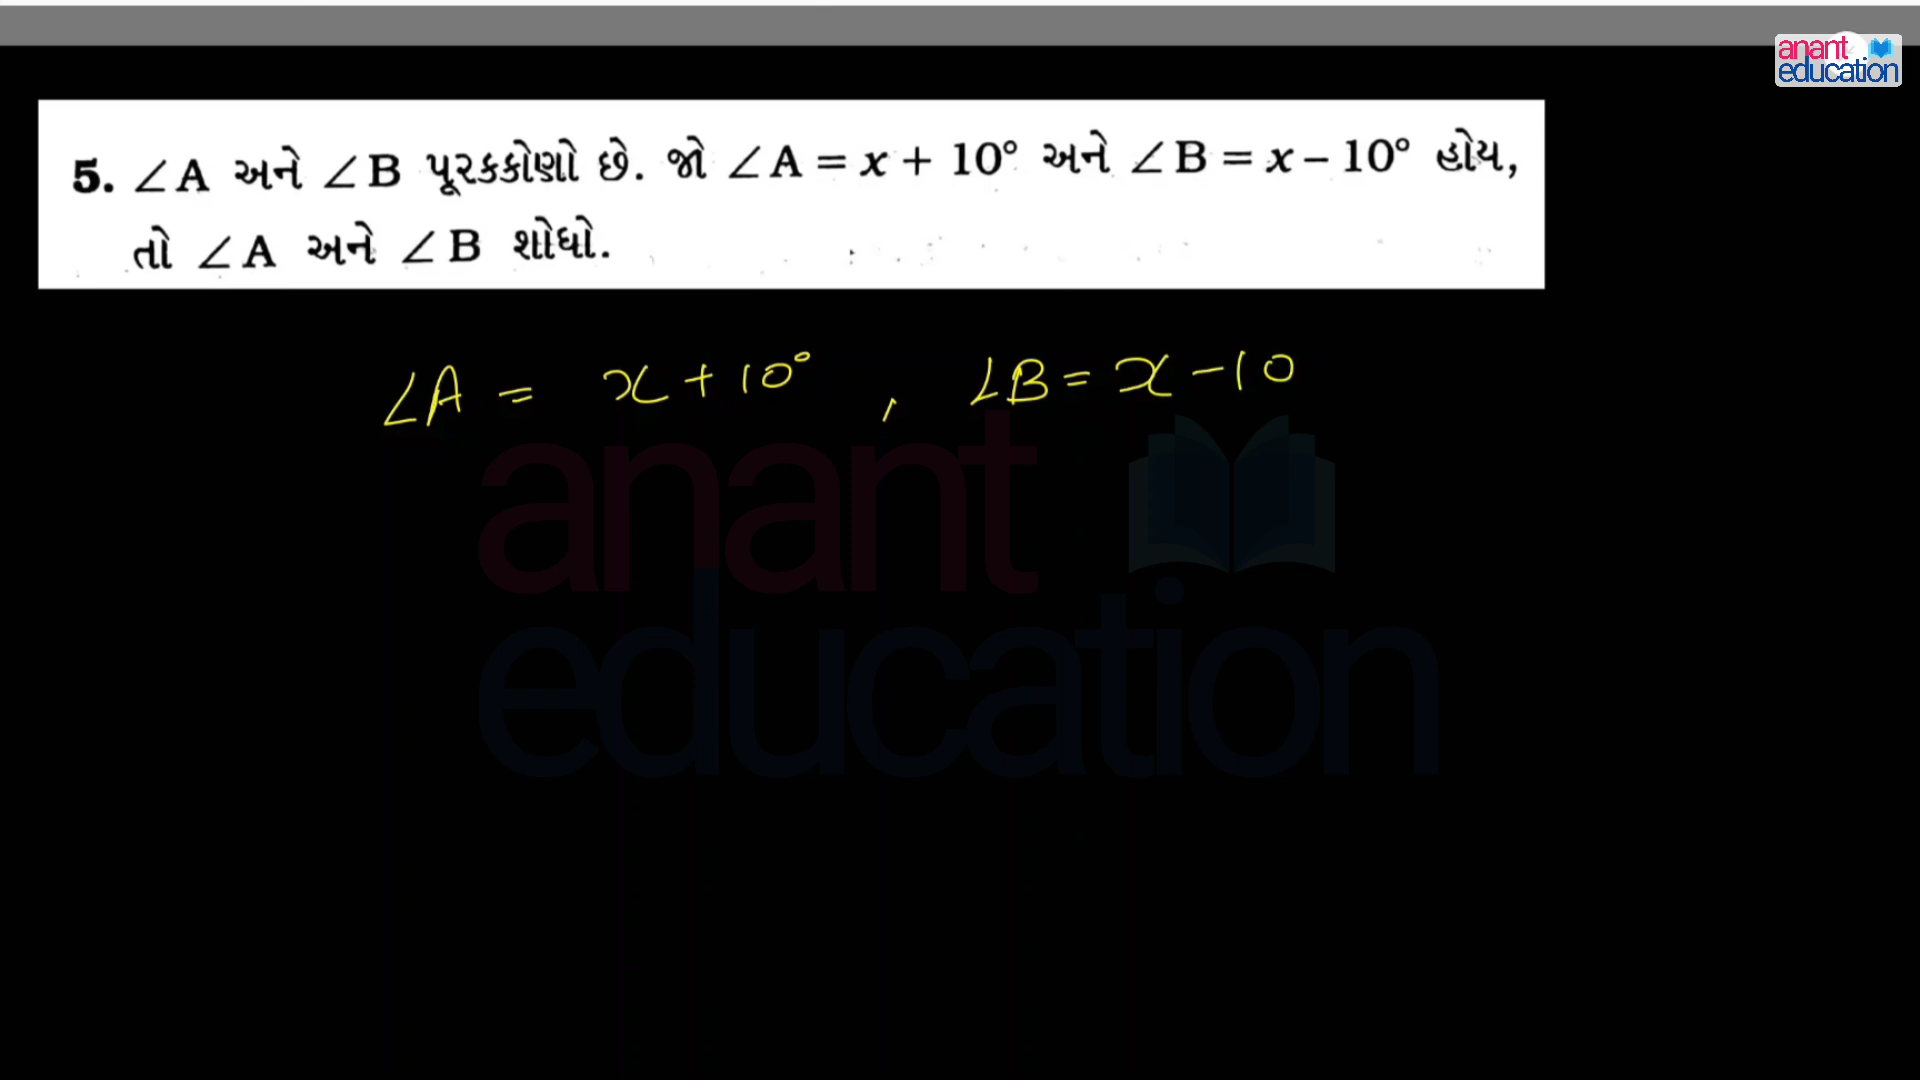 anant
education
5. ∠A અને ∠B પૂરકકોણો છે. જો ∠A = x + 10° અને ∠B = x – 10° હોય,
તો ∠A અને ∠B શોધો.
∠A = x + 10° , ∠B = x - 10
anant
education